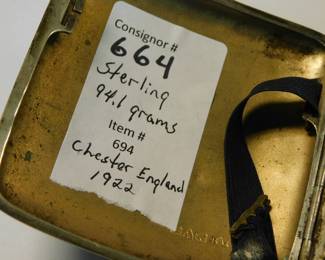 Consignor #
664
Sterling
94.1 grams
Item #
694
Chester England
1922